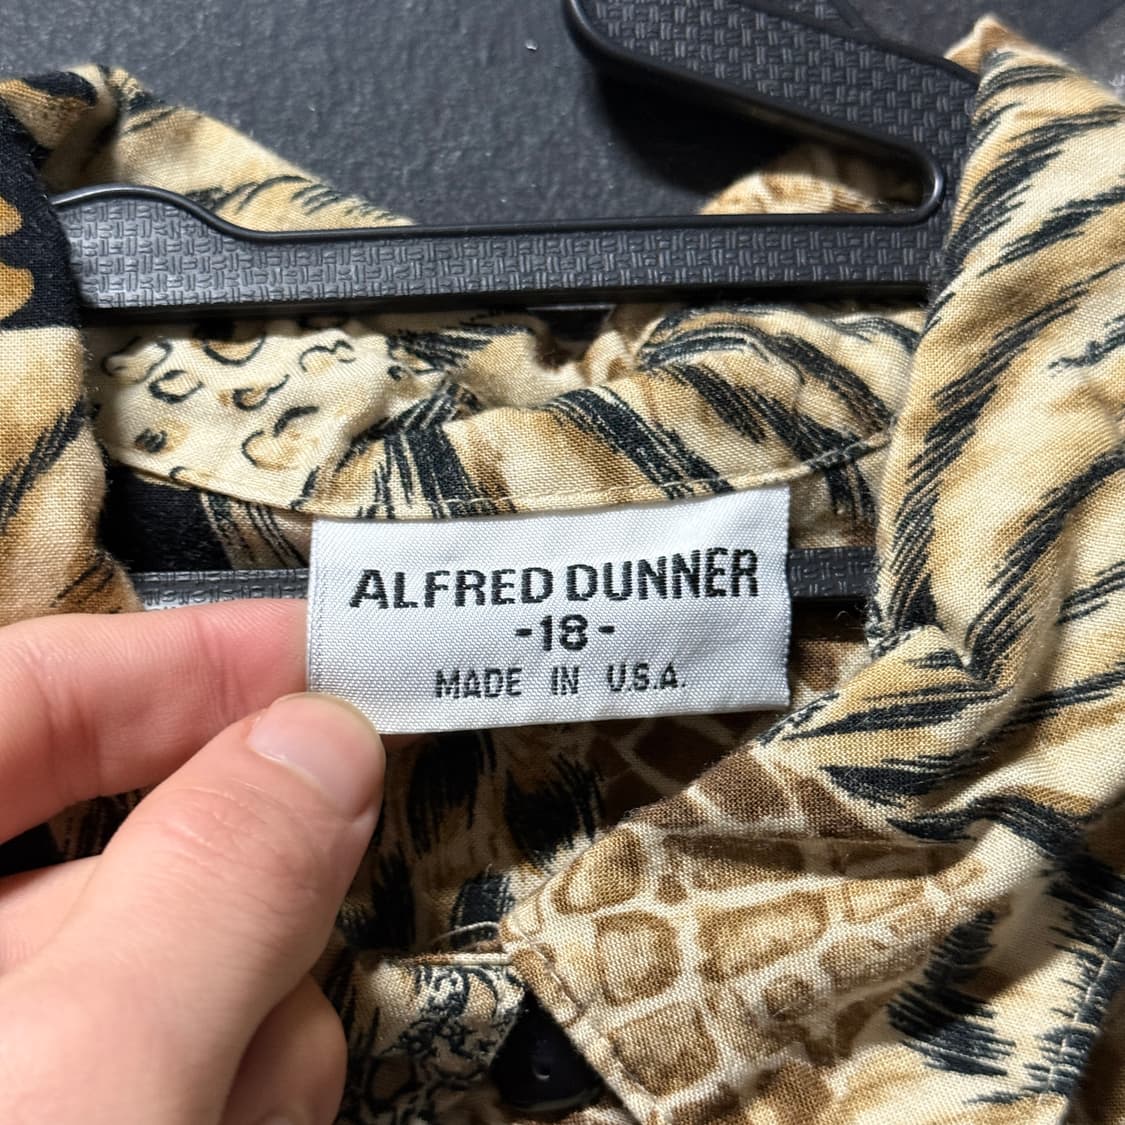 ALFRED DUNNER
-18-
MADE IN U.S.A.